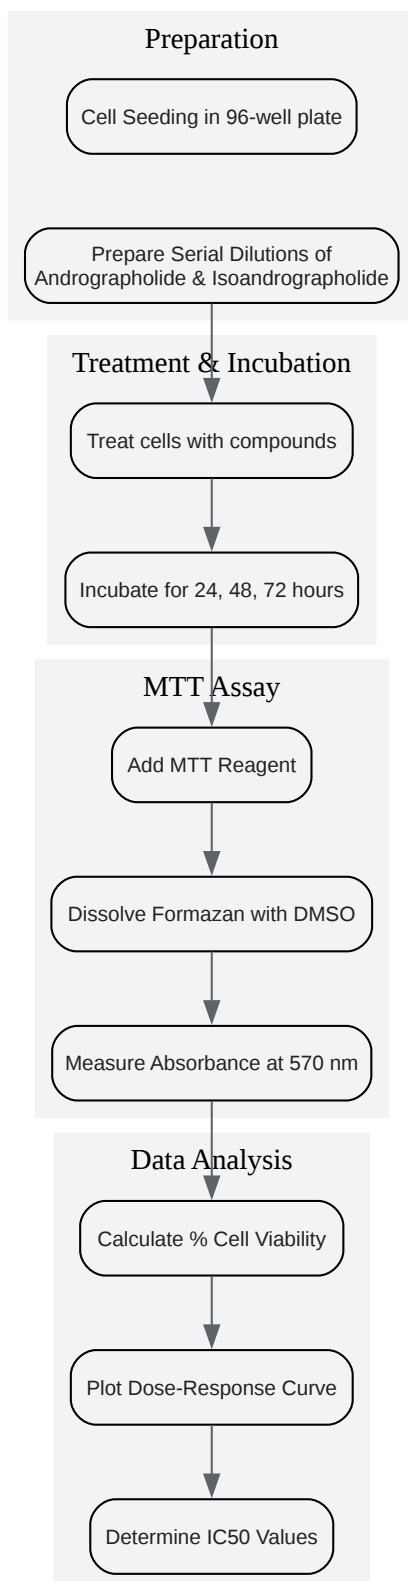 Preparation
Cell Seeding in 96-well plate
Prepare Serial Dilutions of
Andrographolide & Isoandrographolide
Treatment & Incubation
Treat cells with compounds
Incubate for 24, 48, 72 hours
MTT Assay
Add MTT Reagent
Dissolve Formazan with DMSO
Measure Absorbance at 570 nm
Data Analysis
Calculate % Cell Viability
Plot Dose-Response Curve
Determine IC50 Values